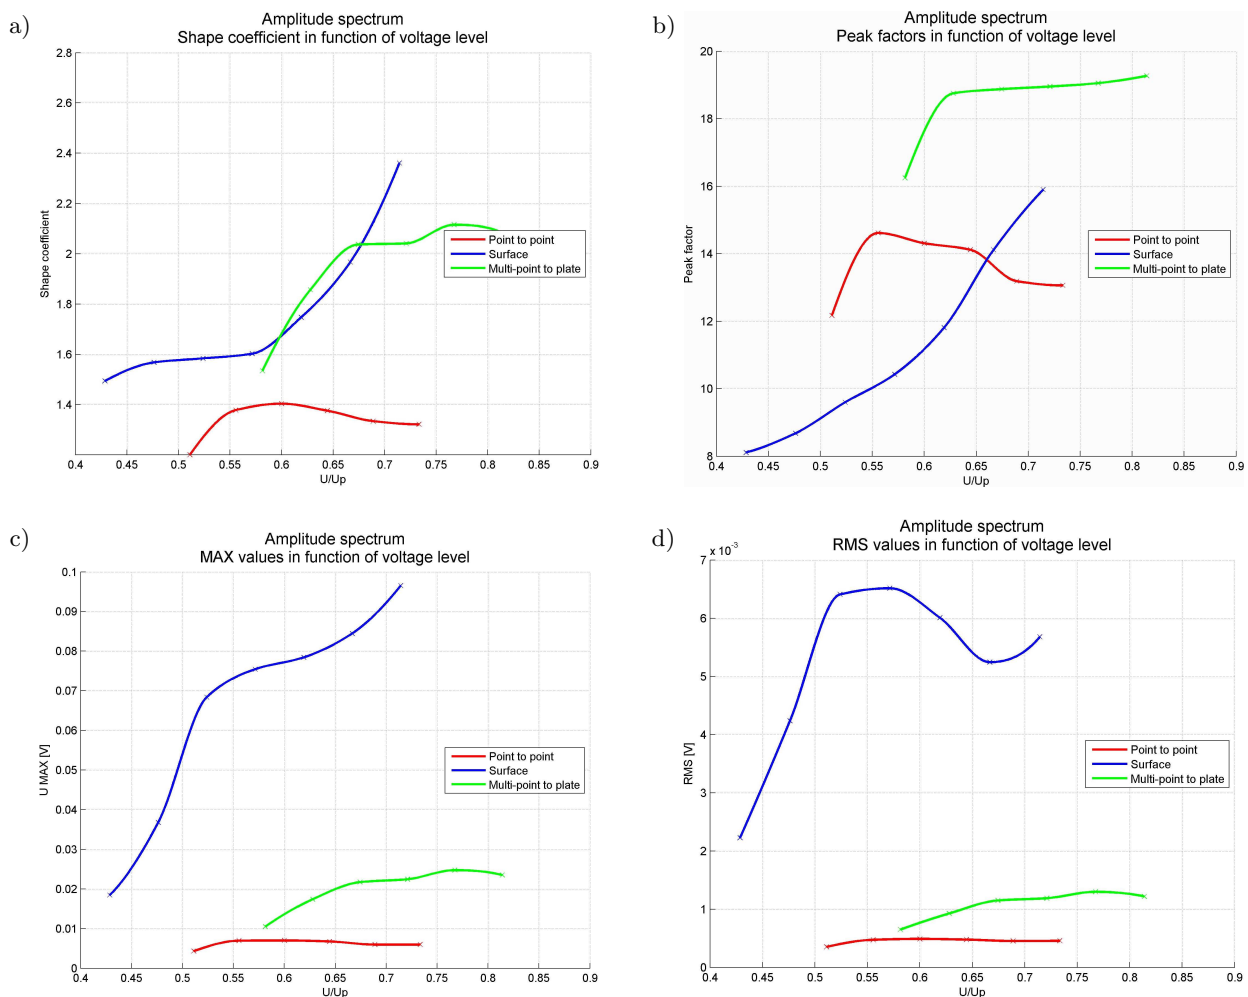 a)
Amplitude spectrum
Shape coefficient in function of voltage level
Shape coefficient
2.8
2.6
2.4
2.2
2
1.8
1.6
1.4
0.4 0.45 0.5 0.55 0.6 0.65 0.7 0.75 0.8 0.85 0.9
U/Up
Point to point
Surface
Multi-point to plate
b)
Amplitude spectrum
Peak factors in function of voltage level
Peak factor
20
18
16
14
12
10
8
0.4 0.45 0.5 0.55 0.6 0.65 0.7 0.75 0.8 0.85 0.9
U/Up
Point to point
Surface
Multi-point to plate
c)
Amplitude spectrum
MAX values in function of voltage level
U MAX [V]
0.1
0.09
0.08
0.07
0.06
0.05
0.04
0.03
0.02
0.01
0
0.4 0.45 0.5 0.55 0.6 0.65 0.7 0.75 0.8 0.85 0.9
U/Up
Point to point
Surface
Multi-point to plate
d)
Amplitude spectrum
RMS values in function of voltage level
RMS [V]
7 x 10⁻³
6
5
4
3
2
1
0
0.4 0.45 0.5 0.55 0.6 0.65 0.7 0.75 0.8 0.85 0.9
U/Up
Point to point
Surface
Multi-point to plate